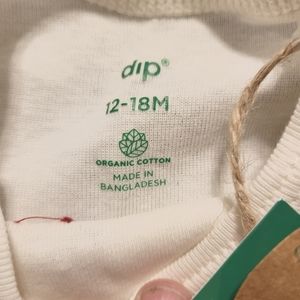 dip®
12-18M
ORGANIC COTTON
MADE IN
BANGLADESH